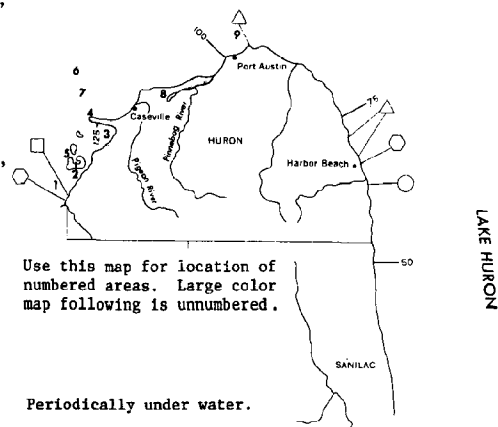 100
9
Port Austin
6
7
8
75
4
Caseville
3
125
Pinnebog River
HURON
Pigeon River
Harbor Beach
5
2
1
LAKE HURON
50
Use this map for location of
numbered areas. Large color
map following is unnumbered.
SANILAC
Periodically under water.